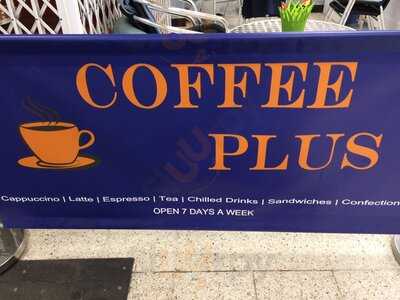 COFFEE
PLUS
Cappuccino | Latte | Espresso | Tea | Chilled Drinks | Sandwiches | Confection
OPEN 7 DAYS A WEEK